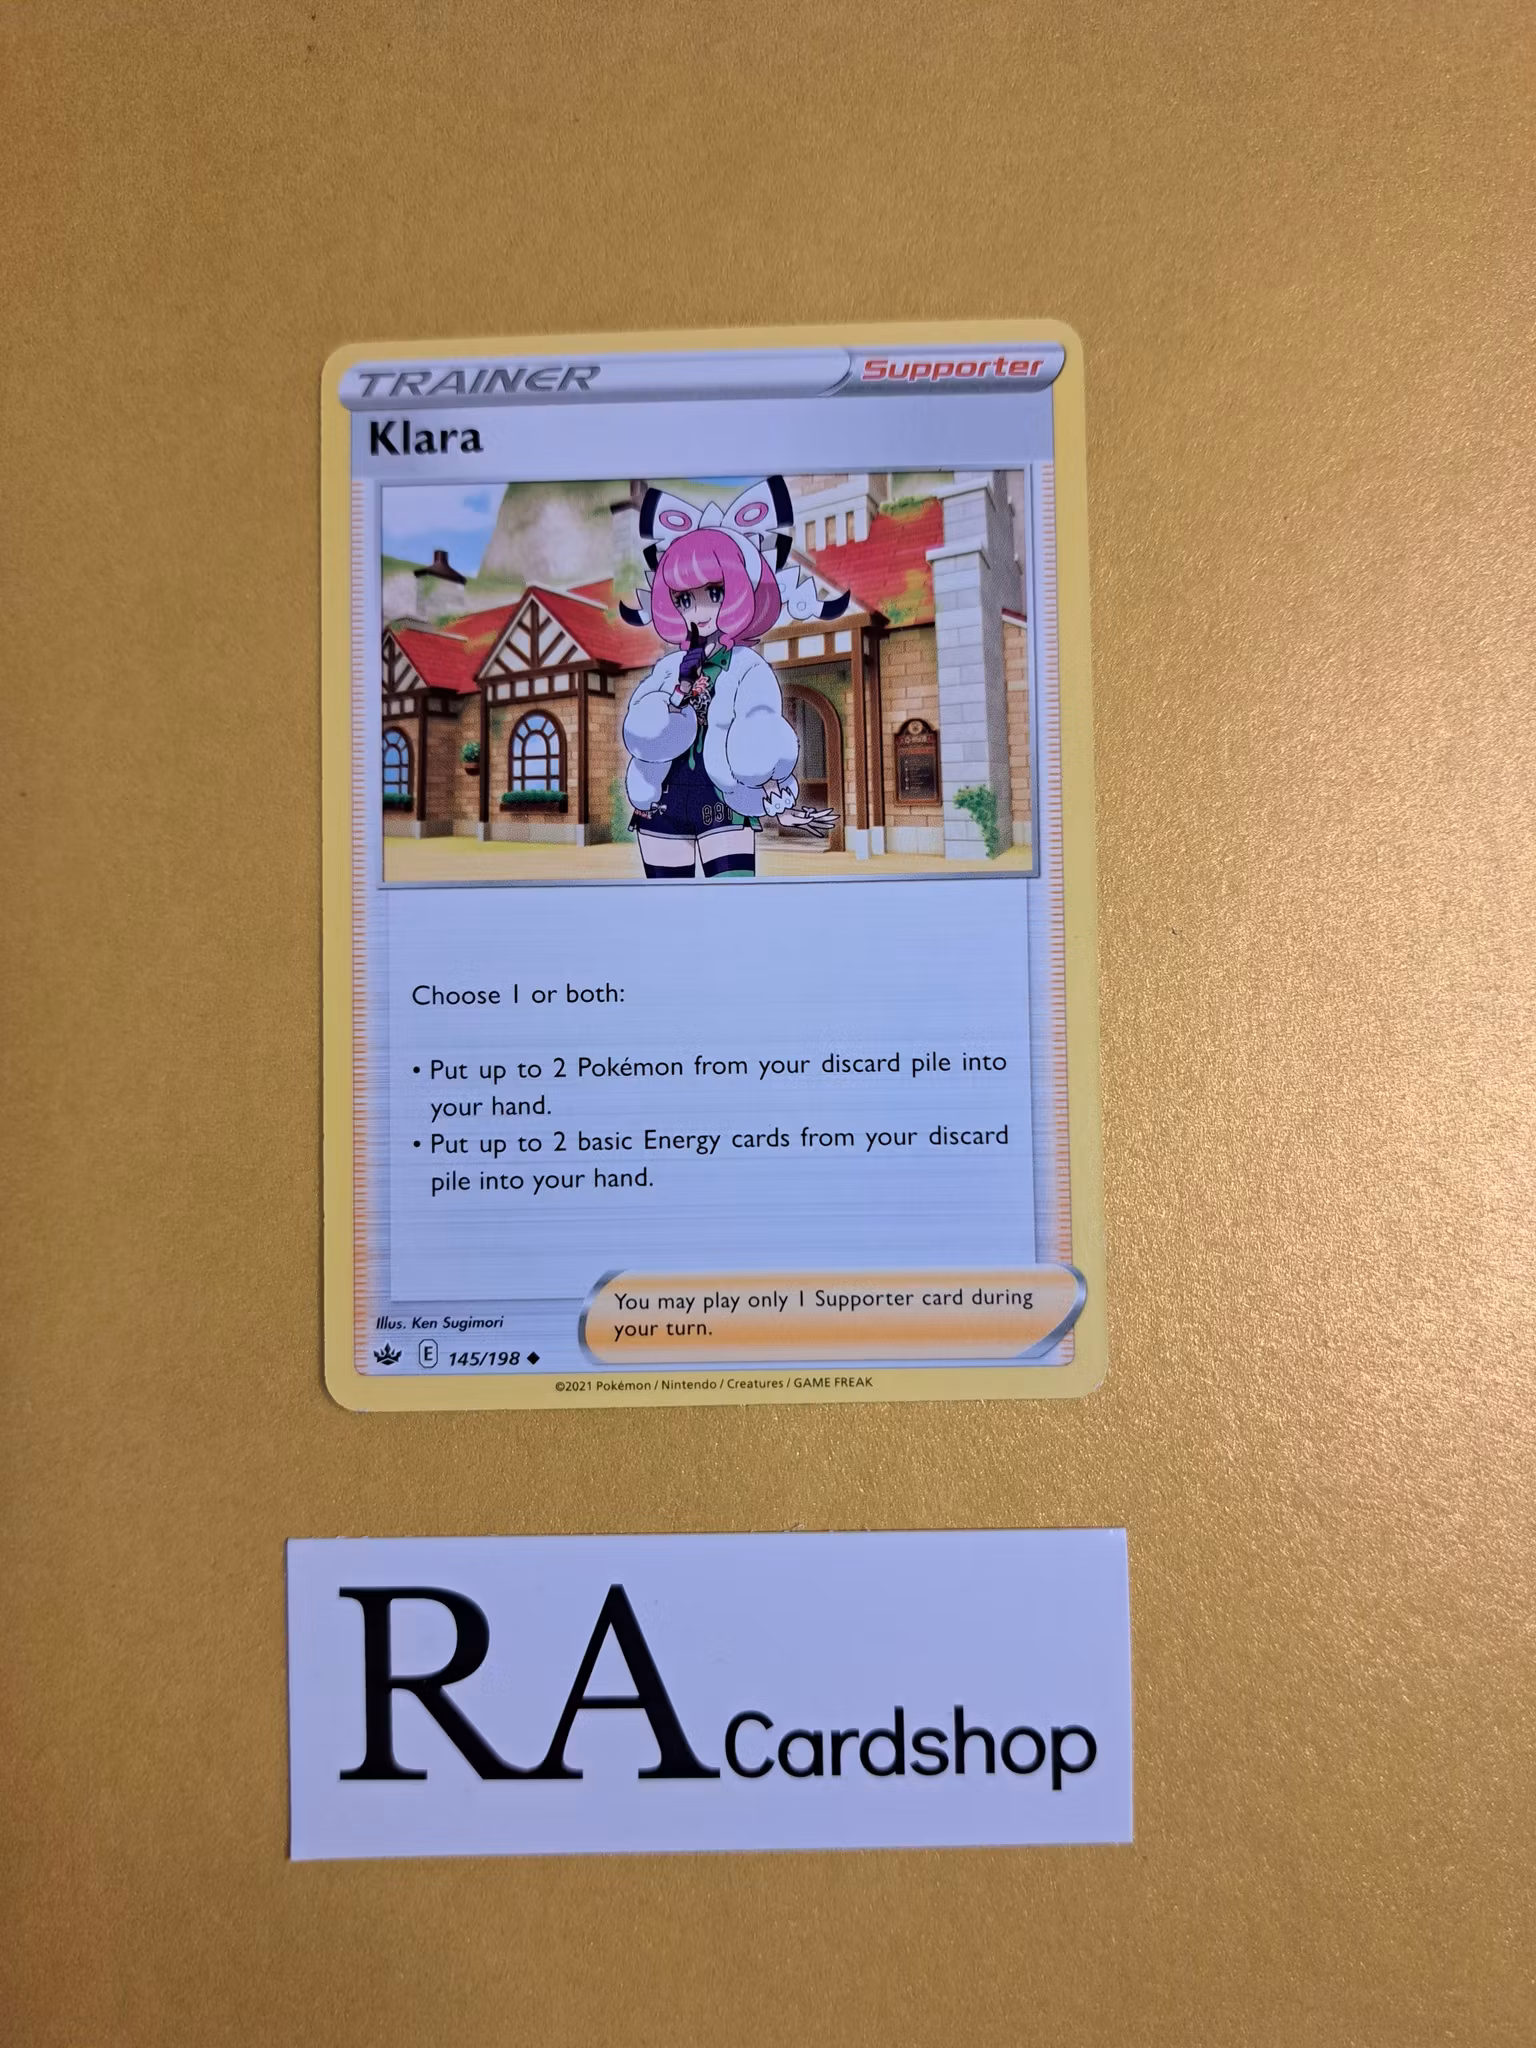 TRAINER Supporter
Klara
081
Choose 1 or both:
• Put up to 2 Pokémon from your discard pile into
your hand.
• Put up to 2 basic Energy cards from your discard
pile into your hand.
You may play only 1 Supporter card during
your turn.
Illus. Ken Sugimori
E 145/198
©2021 Pokémon / Nintendo / Creatures / GAME FREAK
RA Cardshop